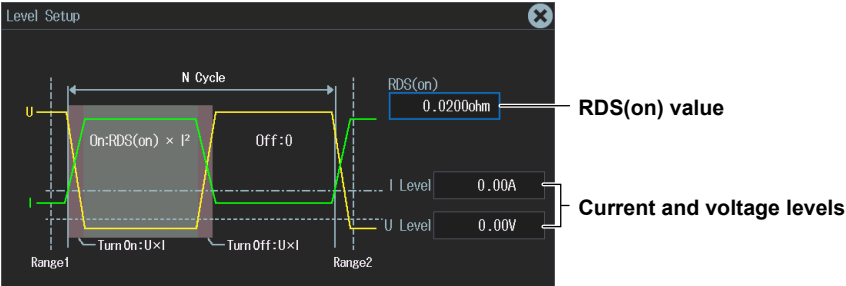 Level Setup
N Cycle
RDS(on)
0.0200ohm
RDS(on) value
U
On:RDS(on) × I²
Off:0
I Level
0.00A
Current and voltage levels
I
U Level
0.00V
Turn On:U×I
Turn Off:U×I
Range1
Range2